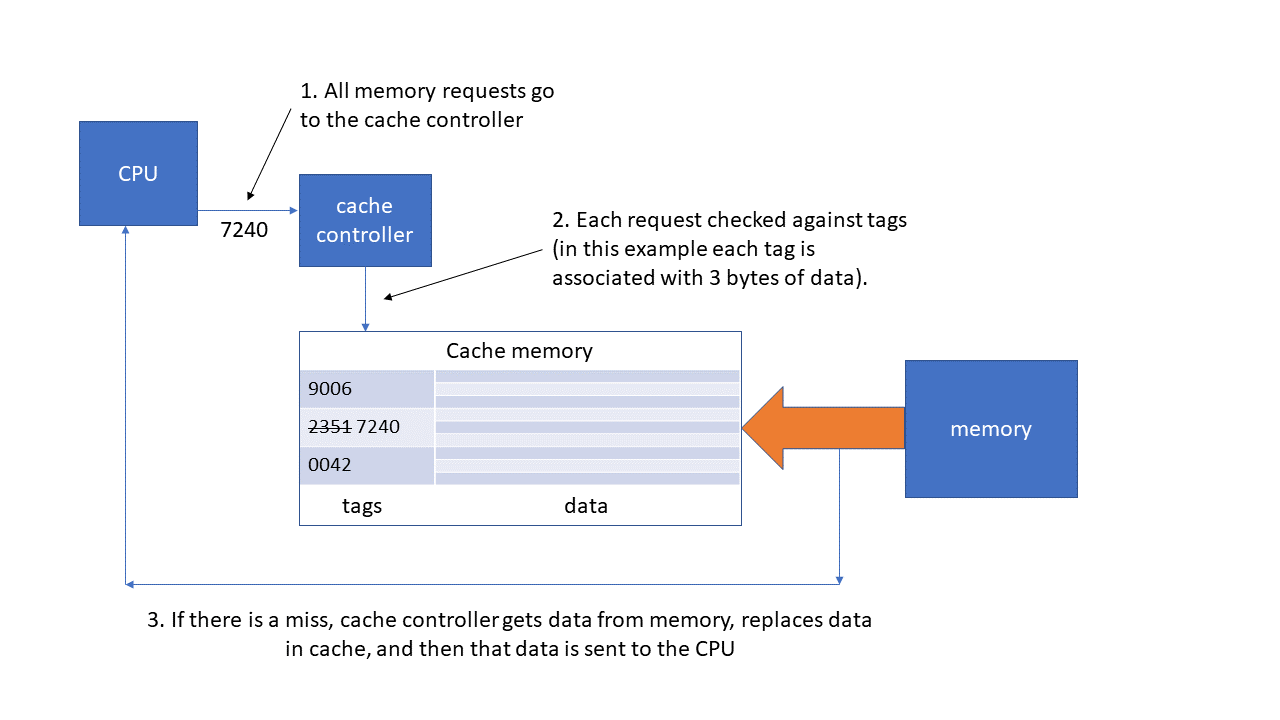 1. All memory requests go
to the cache controller
CPU
cache
controller
7240
2. Each request checked against tags
(in this example each tag is
associated with 3 bytes of data).
Cache memory
9006
2351 7240
0042
tags data
memory
3. If there is a miss, cache controller gets data from memory, replaces data
in cache, and then that data is sent to the CPU